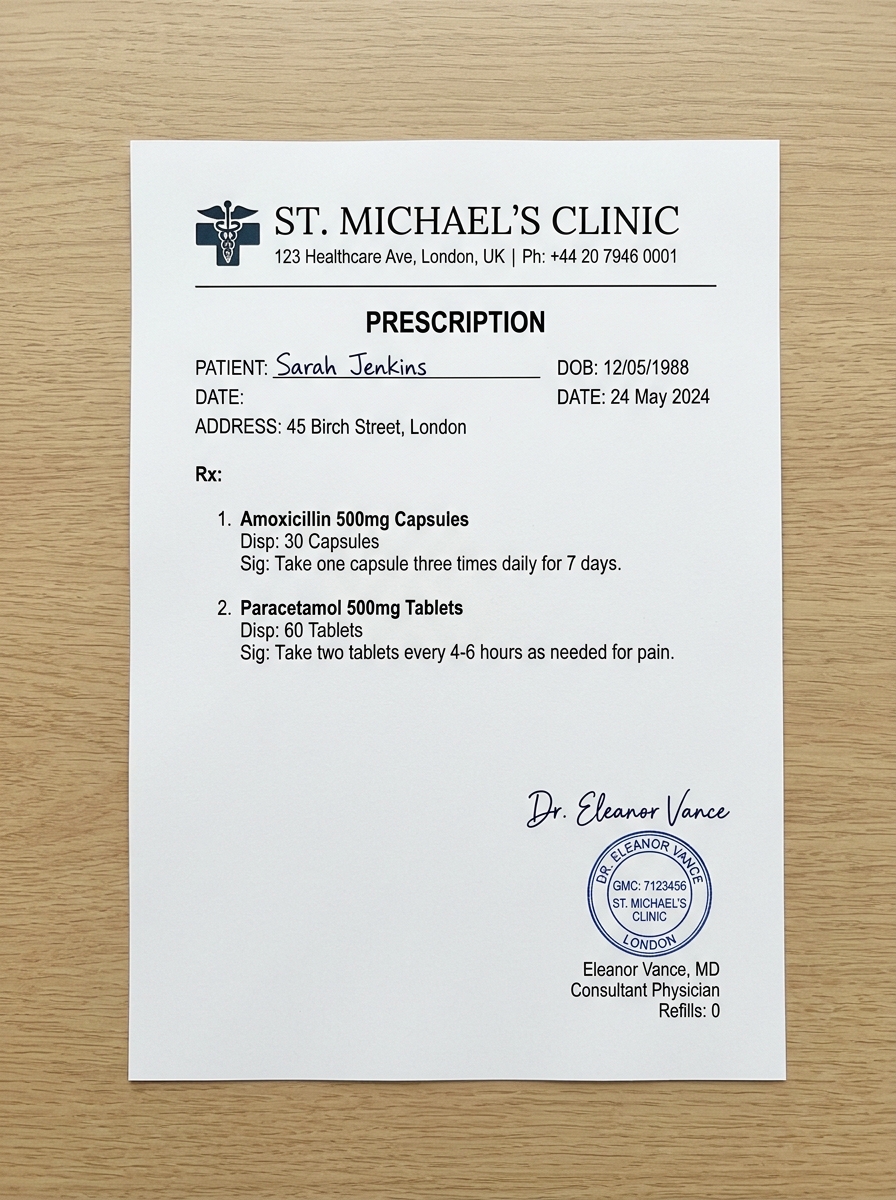 ST. MICHAEL'S CLINIC
123 Healthcare Ave, London, UK | Ph: +44 20 7946 0001
PRESCRIPTION
PATIENT: Sarah Jenkins DOB: 12/05/1988
DATE: DATE: 24 May 2024
ADDRESS: 45 Birch Street, London
Rx:
1. Amoxicillin 500mg Capsules
Disp: 30 Capsules
Sig: Take one capsule three times daily for 7 days.
2. Paracetamol 500mg Tablets
Disp: 60 Tablets
Sig: Take two tablets every 4-6 hours as needed for pain.
Dr. Eleanor Vance
DR. ELEANOR VANCE
GMC: 7123456
ST. MICHAEL'S
CLINIC
LONDON
Eleanor Vance, MD
Consultant Physician
Refills: 0